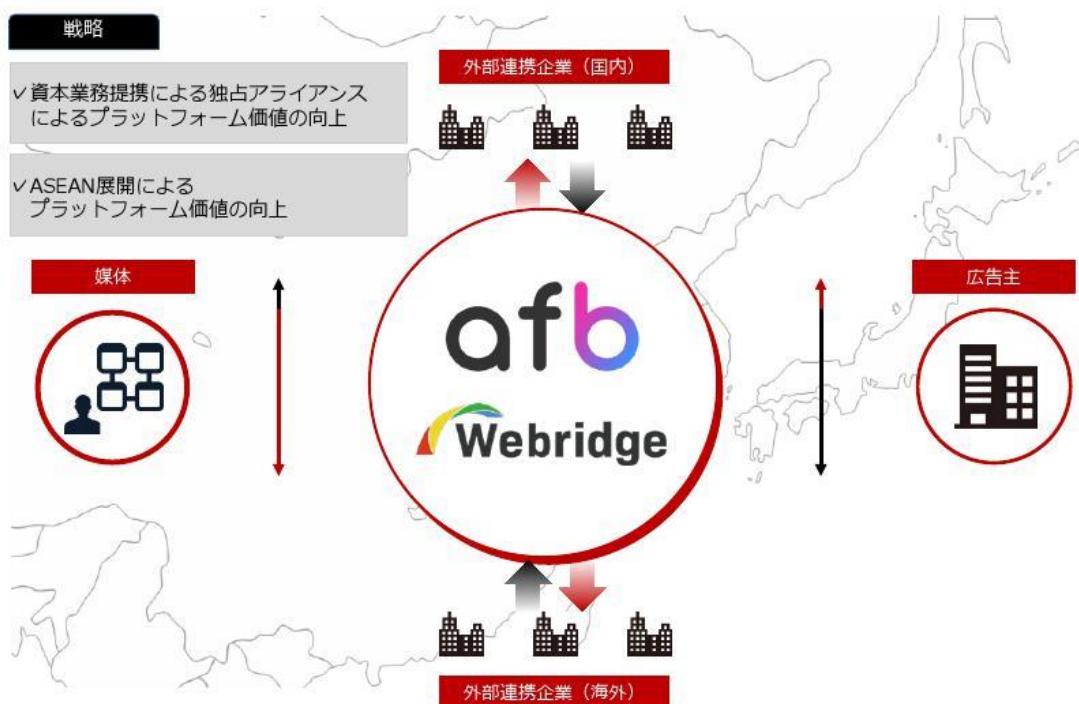 戦略
✓資本業務提携による独占アライアンス
によるプラットフォーム価値の向上
✓ASEAN展開による
プラットフォーム価値の向上
外部連携企業（国内）
媒体
広告主
afb
Webridge
外部連携企業（海外）